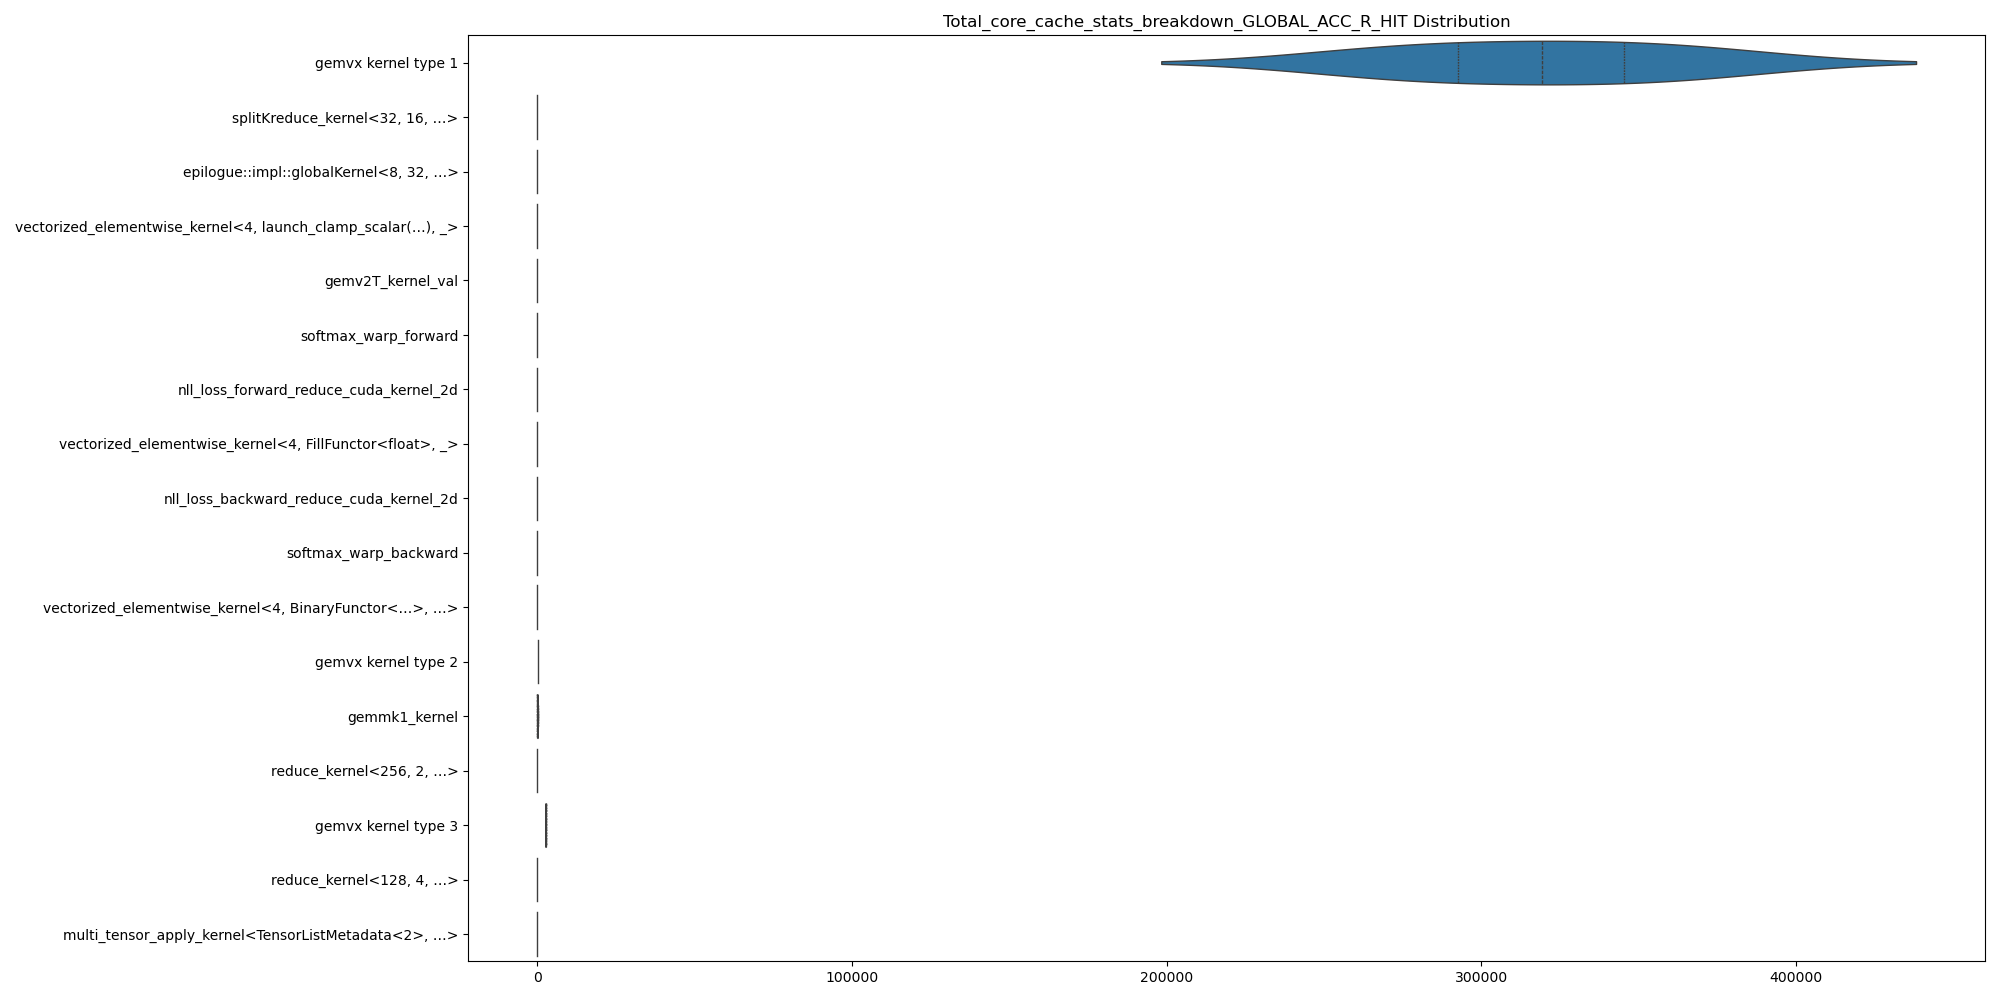 Total_core_cache_stats_breakdown_GLOBAL_ACC_R_HIT Distribution
gemvx kernel type 1
splitKreduce_kernel<32, 16, ...>
epilogue::impl::globalKernel<8, 32, ...>
vectorized_elementwise_kernel<4, launch_clamp_scalar(...), _>
gemv2T_kernel_val
softmax_warp_forward
nll_loss_forward_reduce_cuda_kernel_2d
vectorized_elementwise_kernel<4, FillFunctor<float>, _>
nll_loss_backward_reduce_cuda_kernel_2d
softmax_warp_backward
vectorized_elementwise_kernel<4, BinaryFunctor<...>, ...>
gemvx kernel type 2
gemmk1_kernel
reduce_kernel<256, 2, ...>
gemvx kernel type 3
reduce_kernel<128, 4, ...>
multi_tensor_apply_kernel<TensorListMetadata<2>, ...>
0 100000 200000 300000 400000